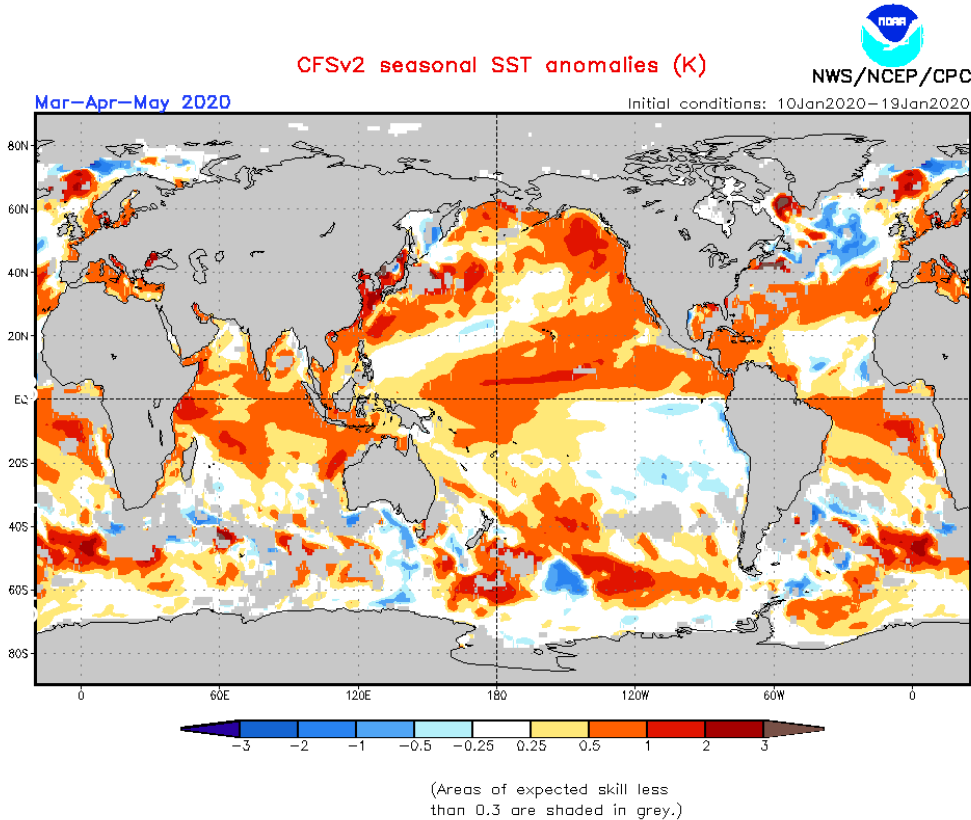 NOAA
CFSv2 seasonal SST anomalies (K)
NWS/NCEP/CPC
Mar-Apr-May 2020
Initial conditions: 10Jan2020-19Jan2020
80N
60N
40N
20N
EQ
20S
40S
60S
80S
0 60E 120E 180 120W 60W 0
-3 -2 -1 -0.5 -0.25 0.25 0.5 1 2 3
(Areas of expected skill less
than 0.3 are shaded in grey.)